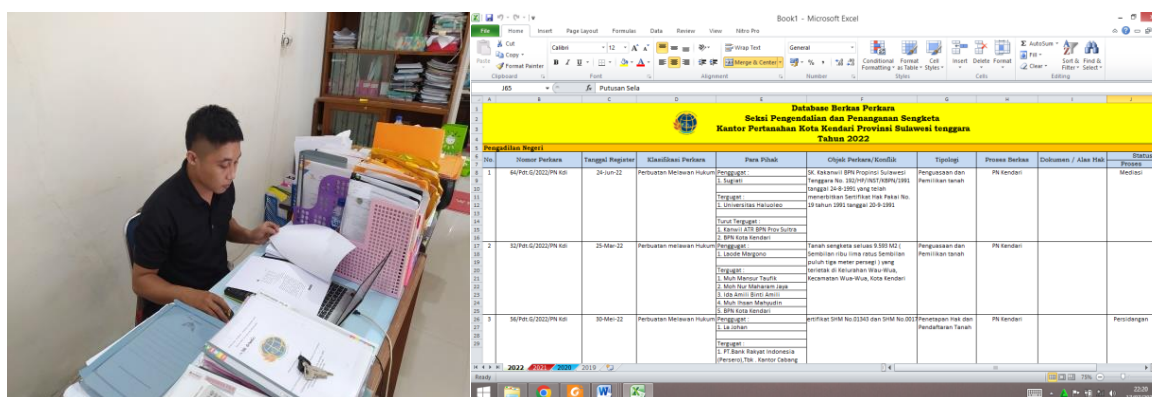 Book1 - Microsoft Excel
File Home Insert Page Layout Formulas Data Review View Nitro Pro
Cut
Copy
Format Painter
Paste
Calibri 12
Wrap Text
Merge & Center
General
Conditional Formatting
Format as Table
Cell Styles
Insert Delete Format
AutoSum
Fill
Clear
Sort & Filter
Find & Select
Clipboard Font Alignment Number Styles Cells Editing
J65 fx Putusan Sela
A B C D E F G H I J
Database Berkas Perkara
Seksi Pengendalian dan Penanganan Sengketa
Kantor Pertanahan Kota Kendari Provinsi Sulawesi tenggara
Tahun 2022
Pengadilan Negeri
No. Nomor Perkara Tanggal Register Klasifikasi Perkara Para Pihak Objek Perkara/Konflik Tipologi Proses Berkas Dokumen / Alas Hak Status
Proses
1 64/Pdt.G/2022/PN Kdi 24-Jun-22 Perbuatan Melawan Hukum Penggugat : SK. Kakanwil BPN Propinsi Sulawesi Penguasaan dan PN Kendari Mediasi
1. Sugiati Tenggara No. 192/HP/INST/KBPN/1991 Pemilikan tanah
tanggal 24-8-1991 yang telah
Tergugat : menerbitkan Sertifikat Hak Pakai No.
1. Universitas Haluoleo 19 tahun 1991 tanggal 20-9-1991
Turut Tergugat :
1. Kanwil ATR BPN Prov Sultra
2. BPN Kota Kendari
2 32/Pdt.G/2022/PN Kdi 25-Mar-22 Perbuatan melawan Hukum Penggugat : Tanah sengketa seluas 9.593 M2 ( Penguasaan dan PN Kendari
1. Laode Margono Sembilan ribu lima ratus Sembilan Pemilikan tanah
puluh tiga meter persegi ) yang
Tergugat : terletak di Kelurahan Wau-Wua,
1. Muh Mansur Taufik Kecamatan Wua-Wua, Kota Kendari
2. Moh Nur Maharam Jaya
3. Ida Amili Binti Amili
4. Muh Ihsan Mahyudin
5. BPN Kota Kendari
3 56/Pdt.G/2022/PN Kdi 30-Mei-22 Perbuatan Melawan Hukum Penggugat : ertifikat SHM No.01343 dan SHM No.0017 Penetapan Hak dan PN Kendari Persidangan
1. La Johan Pendaftaran Tanah
Tergugat :
1. PT.Bank Rakyat Indonesia
(Persero),Tbk . Kantor Cabang
2022 2021 2020 2019
Ready 78%
22:20